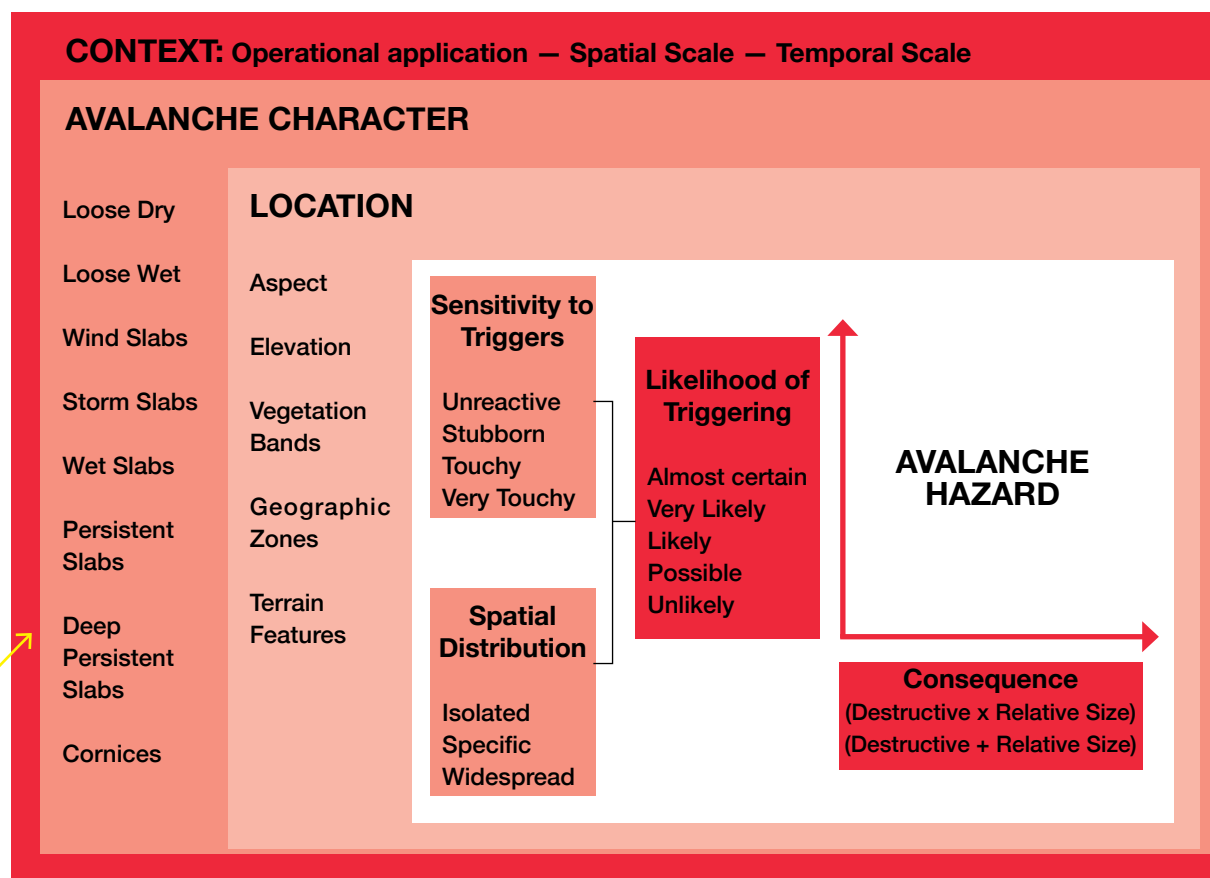 CONTEXT: Operational application — Spatial Scale — Temporal Scale
AVALANCHE CHARACTER
Loose Dry
Loose Wet
Wind Slabs
Storm Slabs
Wet Slabs
Persistent
Slabs
Deep
Persistent
Slabs
Cornices
LOCATION
Aspect
Elevation
Vegetation
Bands
Geographic
Zones
Terrain
Features
Sensitivity to
Triggers
Unreactive
Stubborn
Touchy
Very Touchy
Spatial
Distribution
Isolated
Specific
Widespread
Likelihood of
Triggering
Almost certain
Very Likely
Likely
Possible
Unlikely
AVALANCHE
HAZARD
Consequence
(Destructive x Relative Size)
(Destructive + Relative Size)